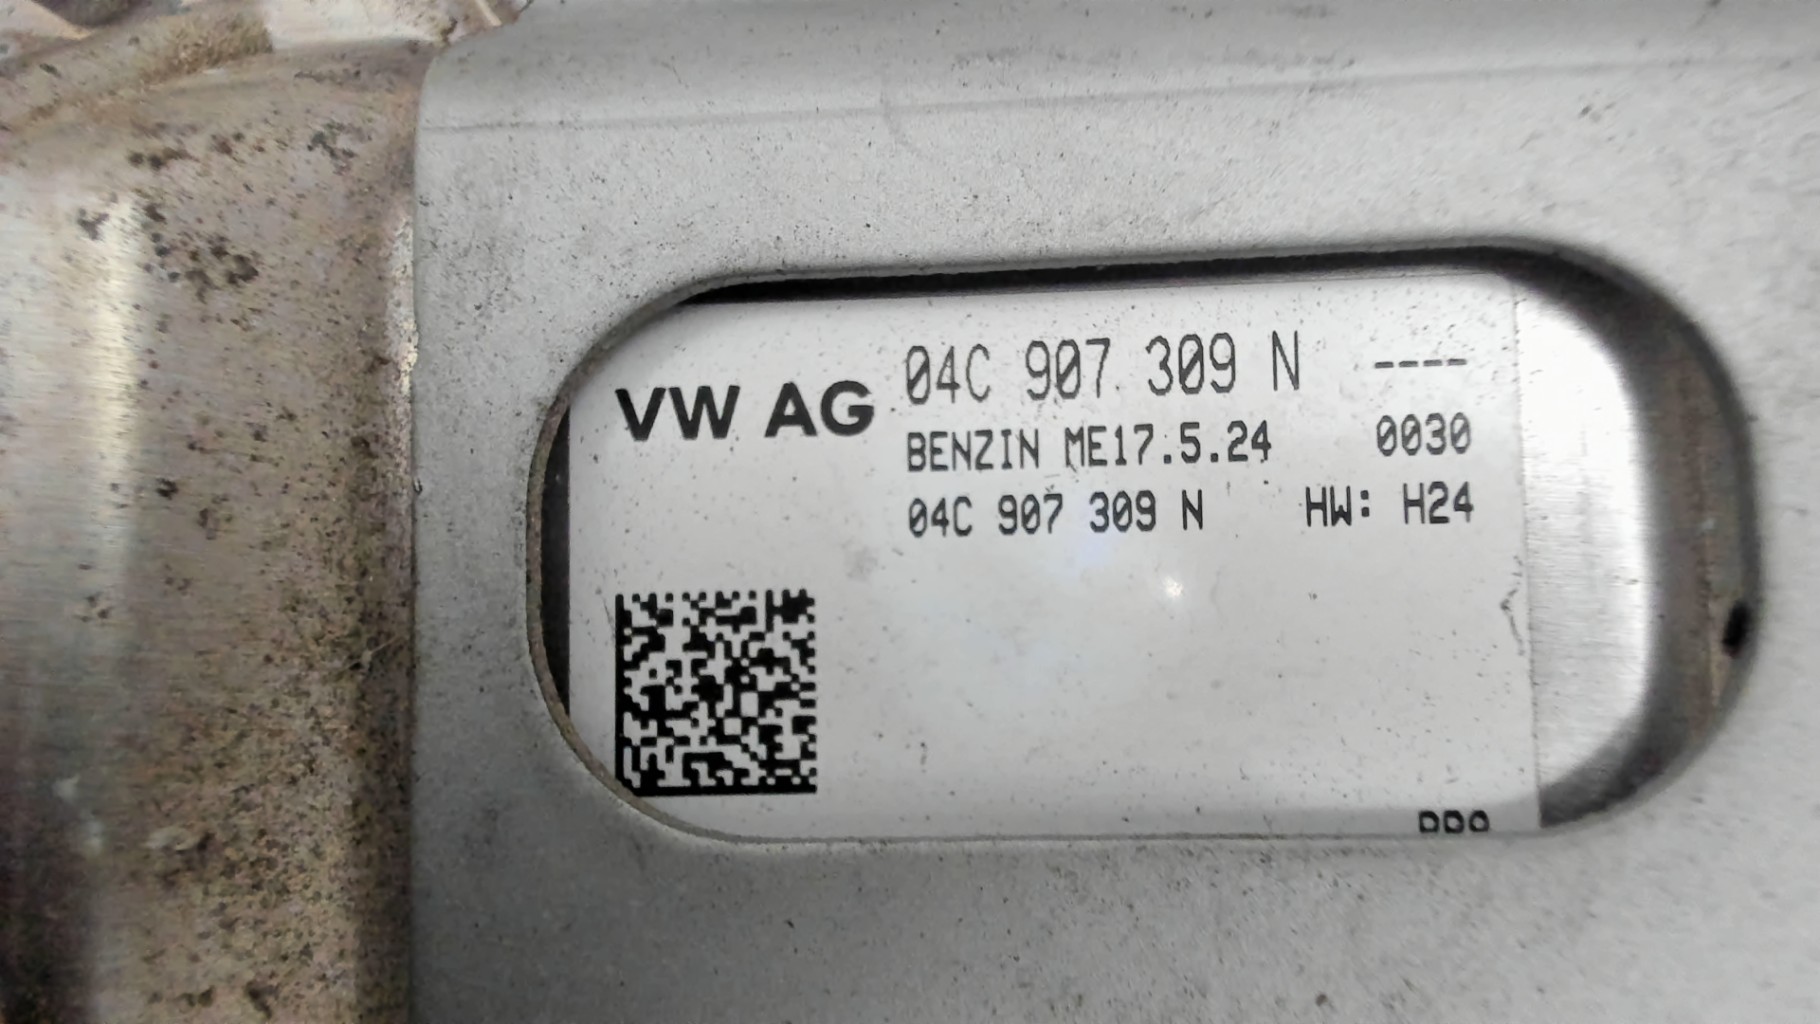 VW AG 04C 907 309 N ----
BENZIN ME17.5.24 0030
04C 907 309 N HW: H24